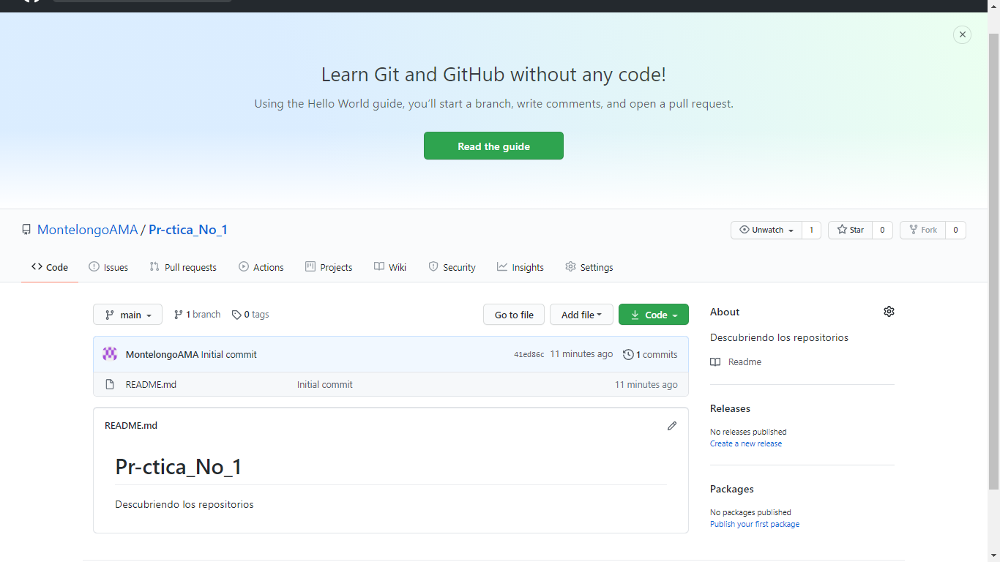 Learn Git and GitHub without any code!
Using the Hello World guide, you’ll start a branch, write comments, and open a pull request.
Read the guide
MontelongoAMA / Pr-ctica_No_1
Unwatch 1 Star 0 Fork 0
Code Issues Pull requests Actions Projects Wiki Security Insights Settings
main 1 branch 0 tags Go to file Add file Code
MontelongoAMA Initial commit 41ed86c 11 minutes ago 1 commits
README.md Initial commit 11 minutes ago
README.md
Pr-ctica_No_1
Descubriendo los repositorios
About
Descubriendo los repositorios
Readme
Releases
No releases published
Create a new release
Packages
No packages published
Publish your first package